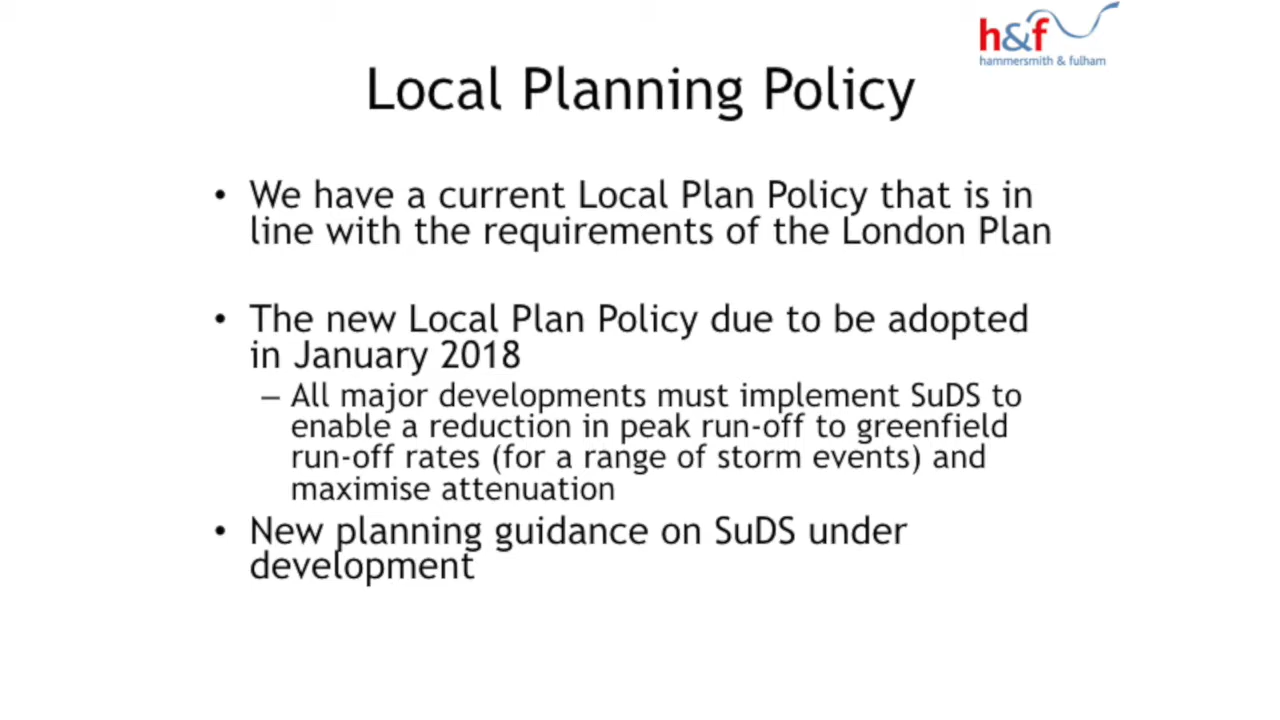 h&f
hammersmith & fulham
Local Planning Policy
• We have a current Local Plan Policy that is in
line with the requirements of the London Plan
• The new Local Plan Policy due to be adopted
in January 2018
– All major developments must implement SuDS to
enable a reduction in peak run-off to greenfield
run-off rates (for a range of storm events) and
maximise attenuation
• New planning guidance on SuDS under
development